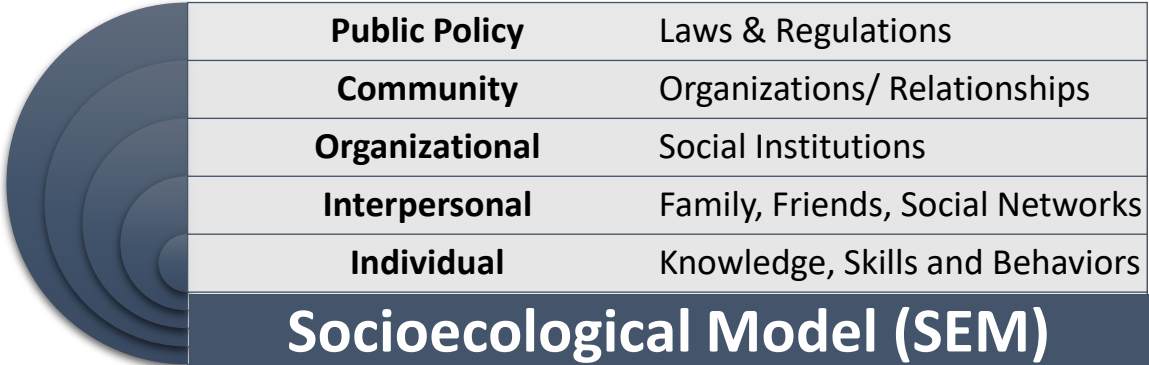 Public Policy Laws & Regulations
Community Organizations/ Relationships
Organizational Social Institutions
Interpersonal Family, Friends, Social Networks
Individual Knowledge, Skills and Behaviors
Socioecological Model (SEM)